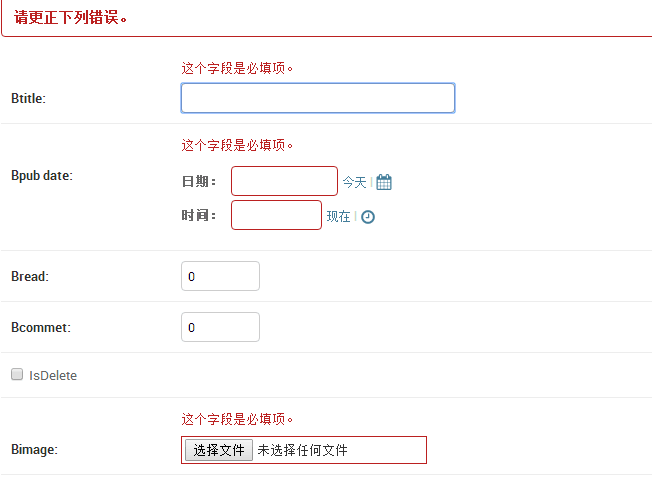 请更正下列错误。
这个字段是必填项。
Btitle:
这个字段是必填项。
Bpub date:
日期： 今天 |
时间： 现在 |
Bread: 0
Bcommet: 0
IsDelete
这个字段是必填项。
Bimage: 选择文件 未选择任何文件